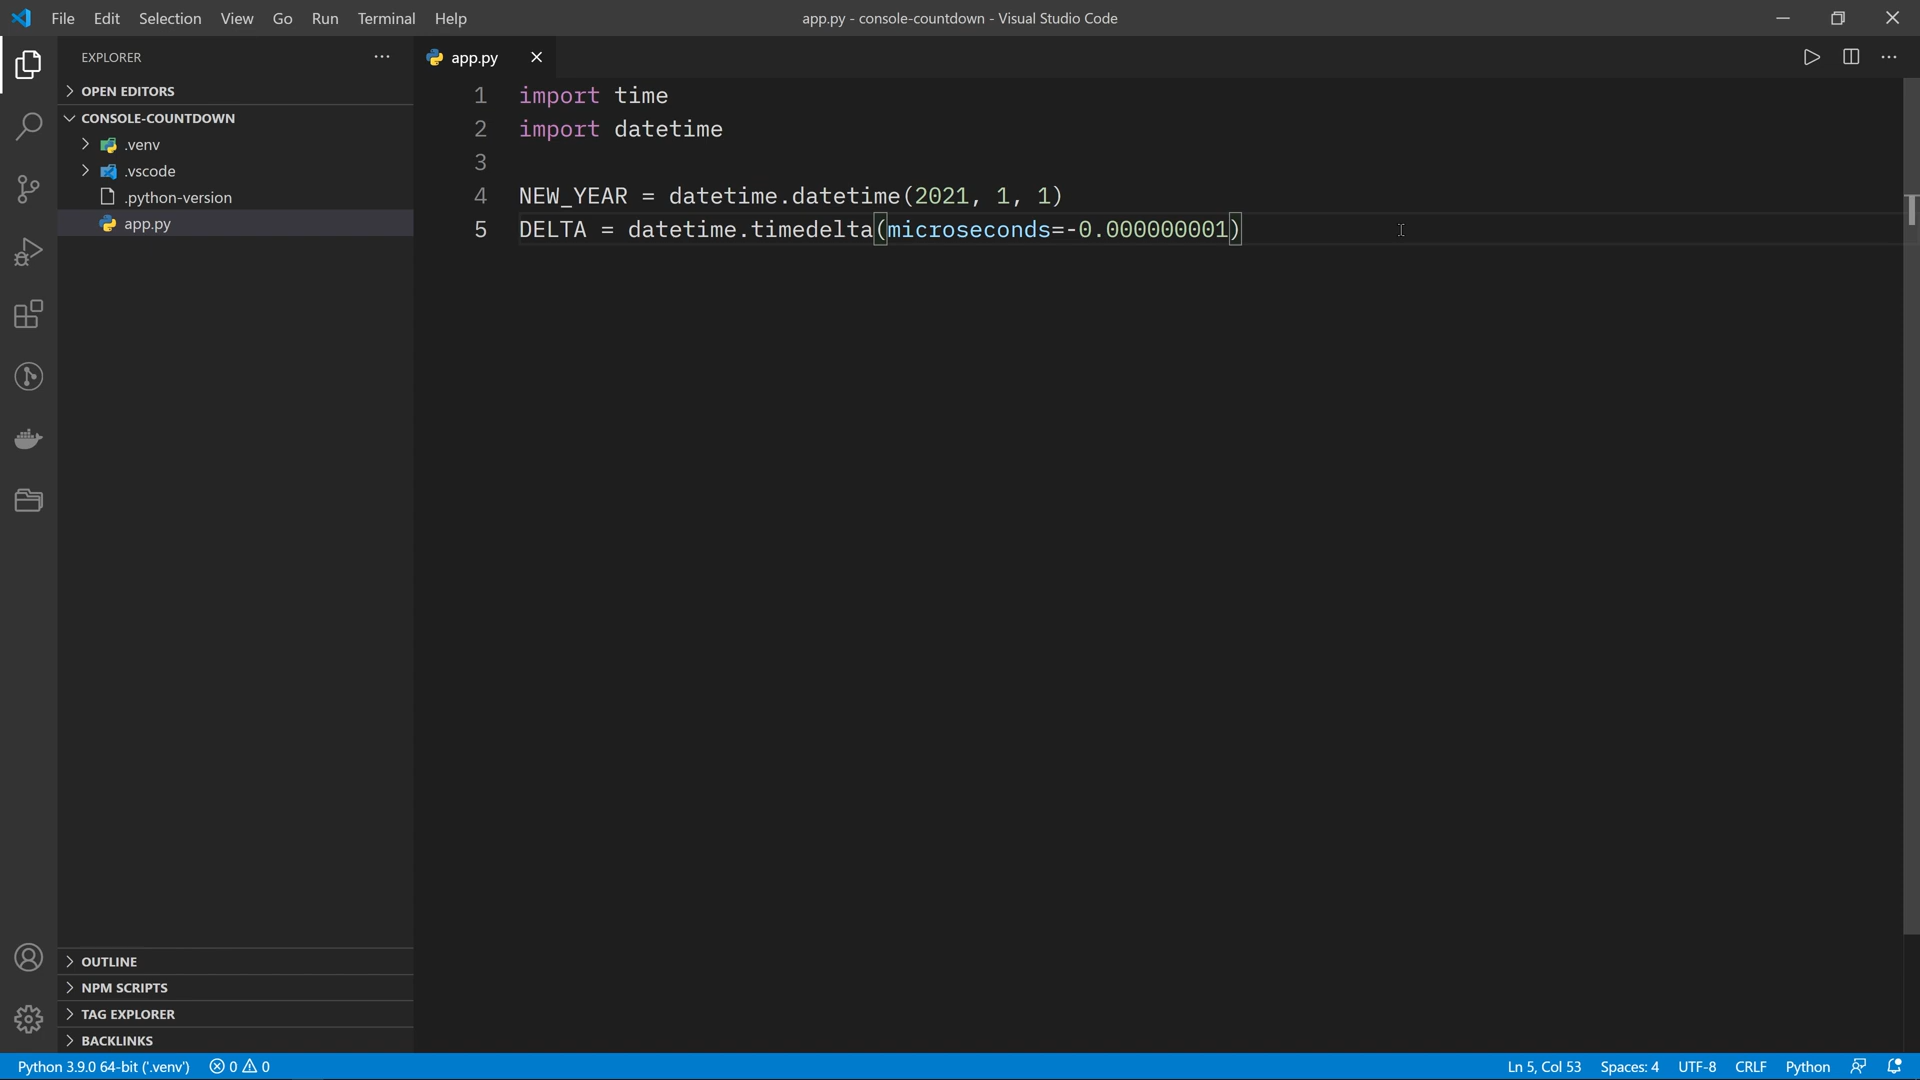 File Edit Selection View Go Run Terminal Help
app.py - console-countdown - Visual Studio Code
EXPLORER
OPEN EDITORS
CONSOLE-COUNTDOWN
.venv
.vscode
.python-version
app.py
OUTLINE
NPM SCRIPTS
TAG EXPLORER
BACKLINKS
app.py
1 import time
2 import datetime
3
4 NEW_YEAR = datetime.datetime(2021, 1, 1)
5 DELTA = datetime.timedelta(microseconds=-0.000000001)
Python 3.9.0 64-bit ('.venv') 0 0 Ln 5, Col 53 Spaces: 4 UTF-8 CRLF Python